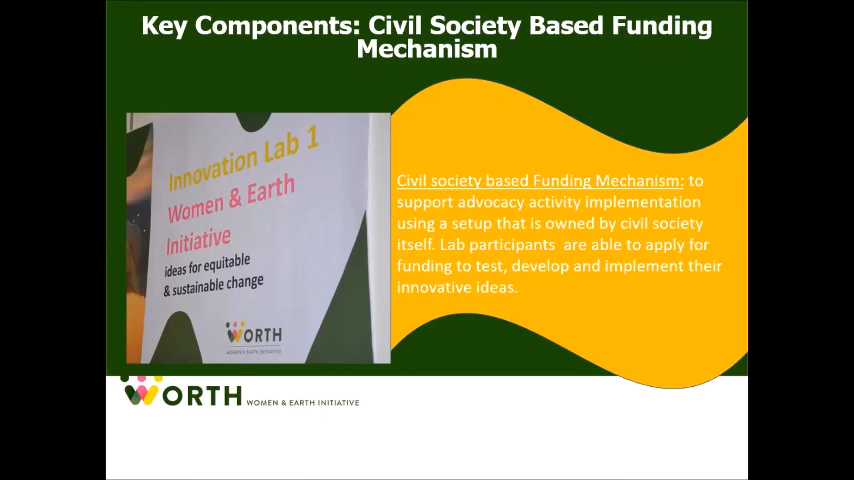 Key Components: Civil Society Based Funding
Mechanism
Innovation Lab 1
Women & Earth
Initiative
ideas for equitable
& sustainable change
WORTH
WOMEN & EARTH INITIATIVE
Civil society based Funding Mechanism: to
support advocacy activity implementation
using a setup that is owned by civil society
itself. Lab participants are able to apply for
funding to test, develop and implement their
innovative ideas.
WORTH WOMEN & EARTH INITIATIVE